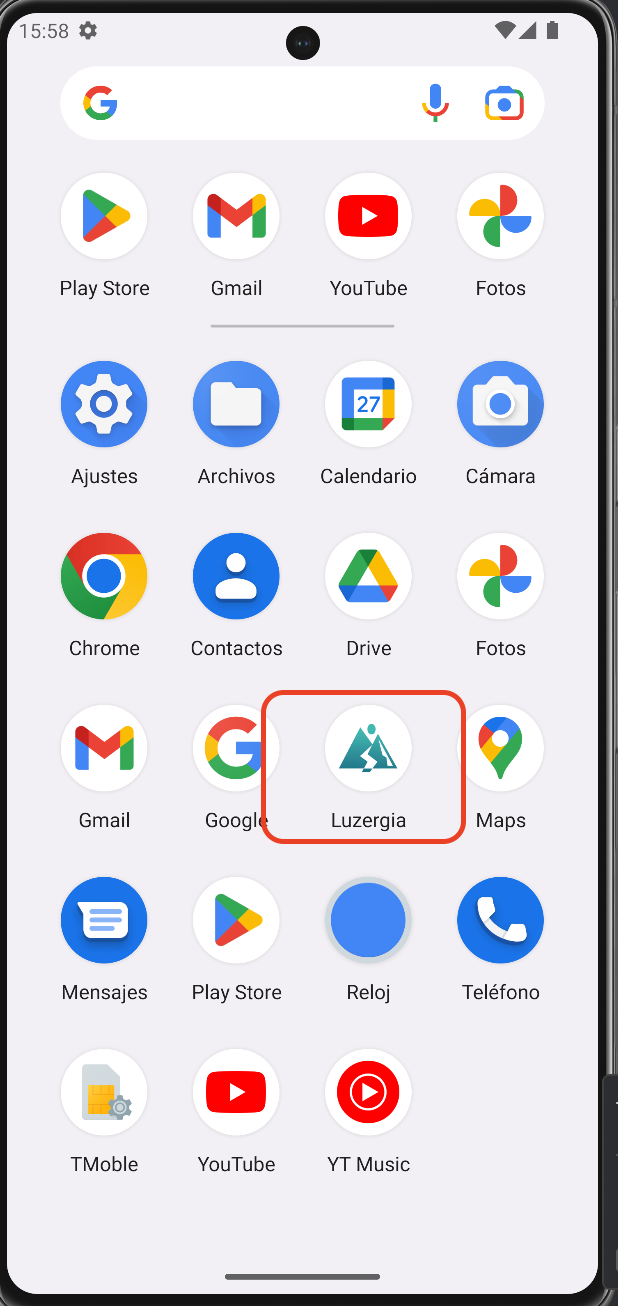 15:58
Play Store Gmail YouTube Fotos
27
Ajustes Archivos Calendario Cámara
Chrome Contactos Drive Fotos
Gmail Google Luzergia Maps
Mensajes Play Store Reloj Teléfono
TMoble YouTube YT Music